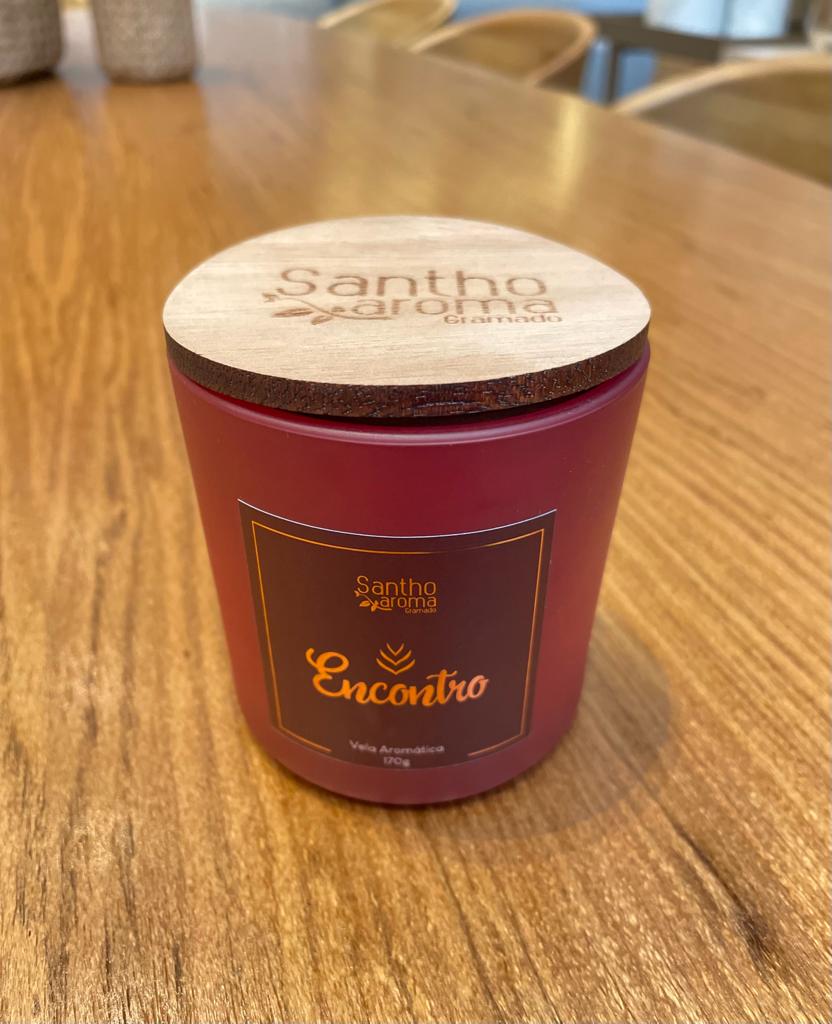 Santho
aroma
Gramado
Santho
aroma
Gramado
Encontro
Vela Aromática
170g